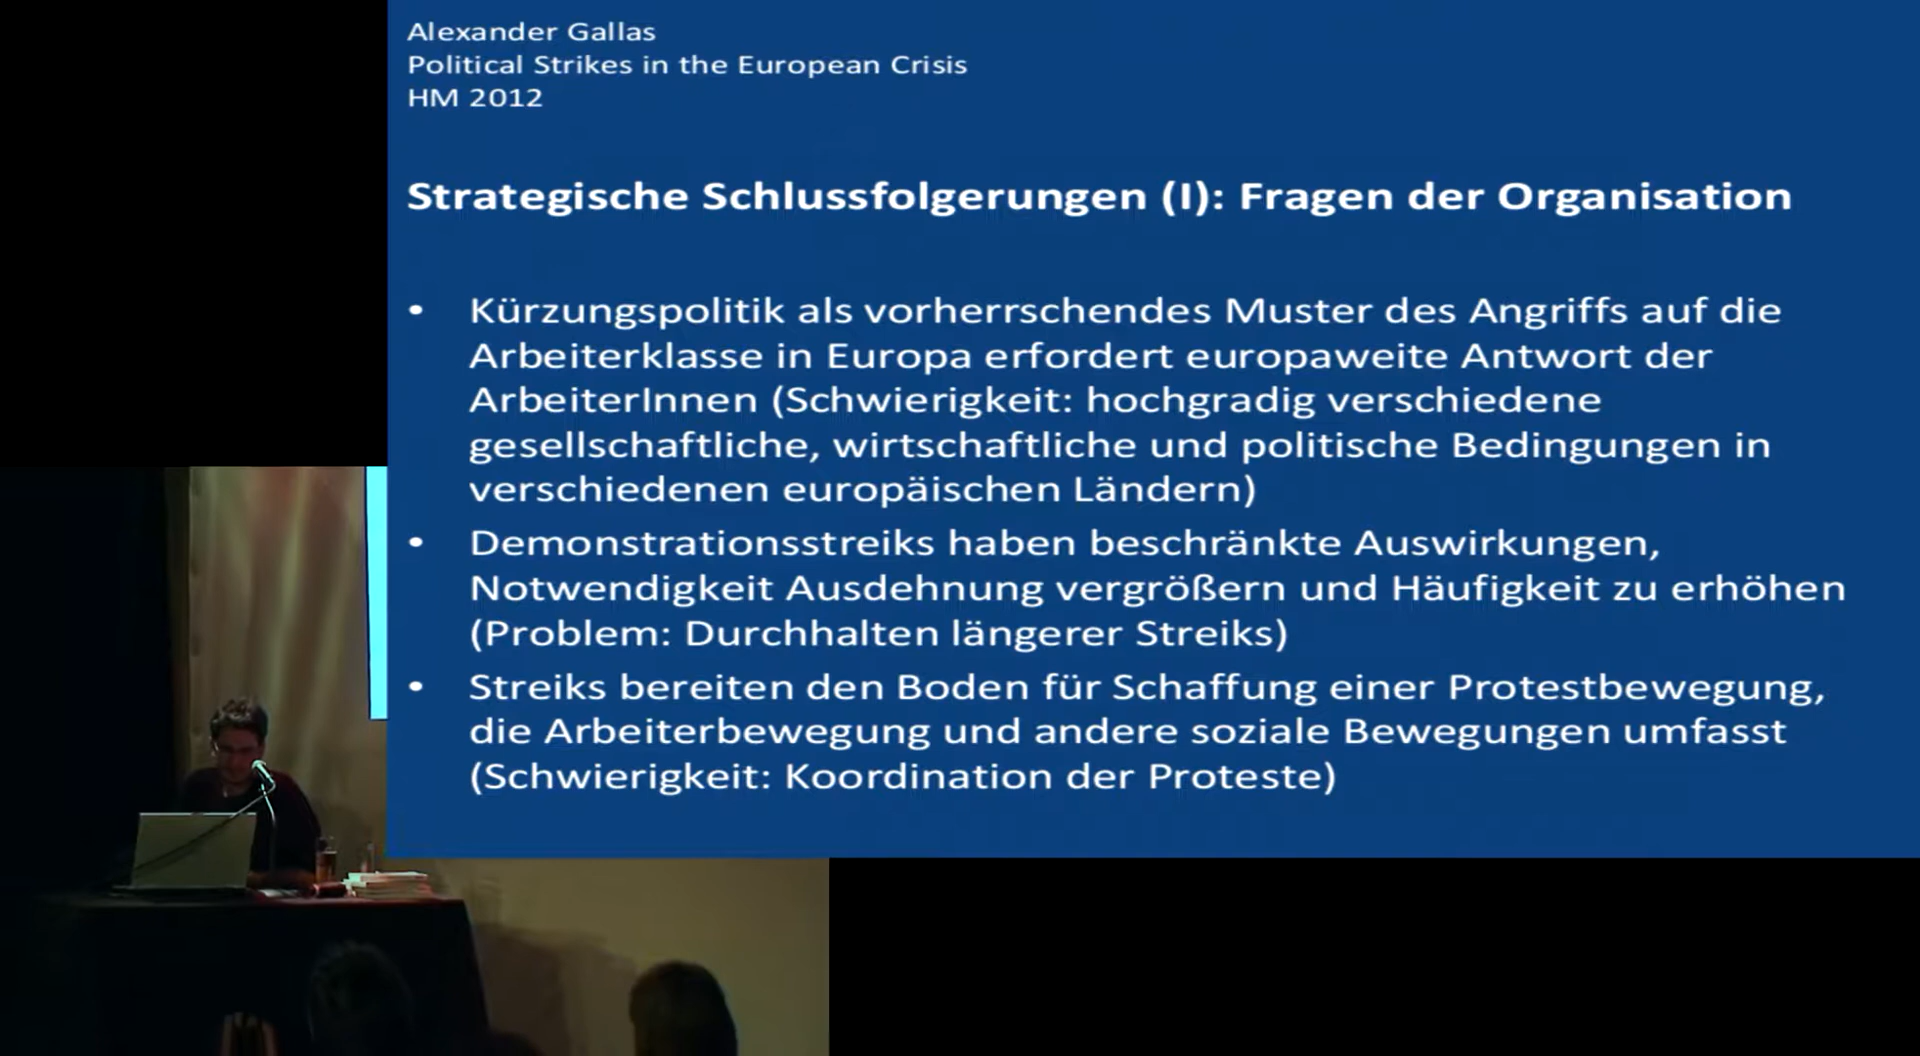 Alexander Gallas
Political Strikes in the European Crisis
HM 2012
Strategische Schlussfolgerungen (I): Fragen der Organisation
• Kürzungspolitik als vorherrschendes Muster des Angriffs auf die
Arbeiterklasse in Europa erfordert europaweite Antwort der
ArbeiterInnen (Schwierigkeit: hochgradig verschiedene
gesellschaftliche, wirtschaftliche und politische Bedingungen in
verschiedenen europäischen Ländern)
• Demonstrationsstreiks haben beschränkte Auswirkungen,
Notwendigkeit Ausdehnung vergrößern und Häufigkeit zu erhöhen
(Problem: Durchhalten längerer Streiks)
• Streiks bereiten den Boden für Schaffung einer Protestbewegung,
die Arbeiterbewegung und andere soziale Bewegungen umfasst
(Schwierigkeit: Koordination der Proteste)